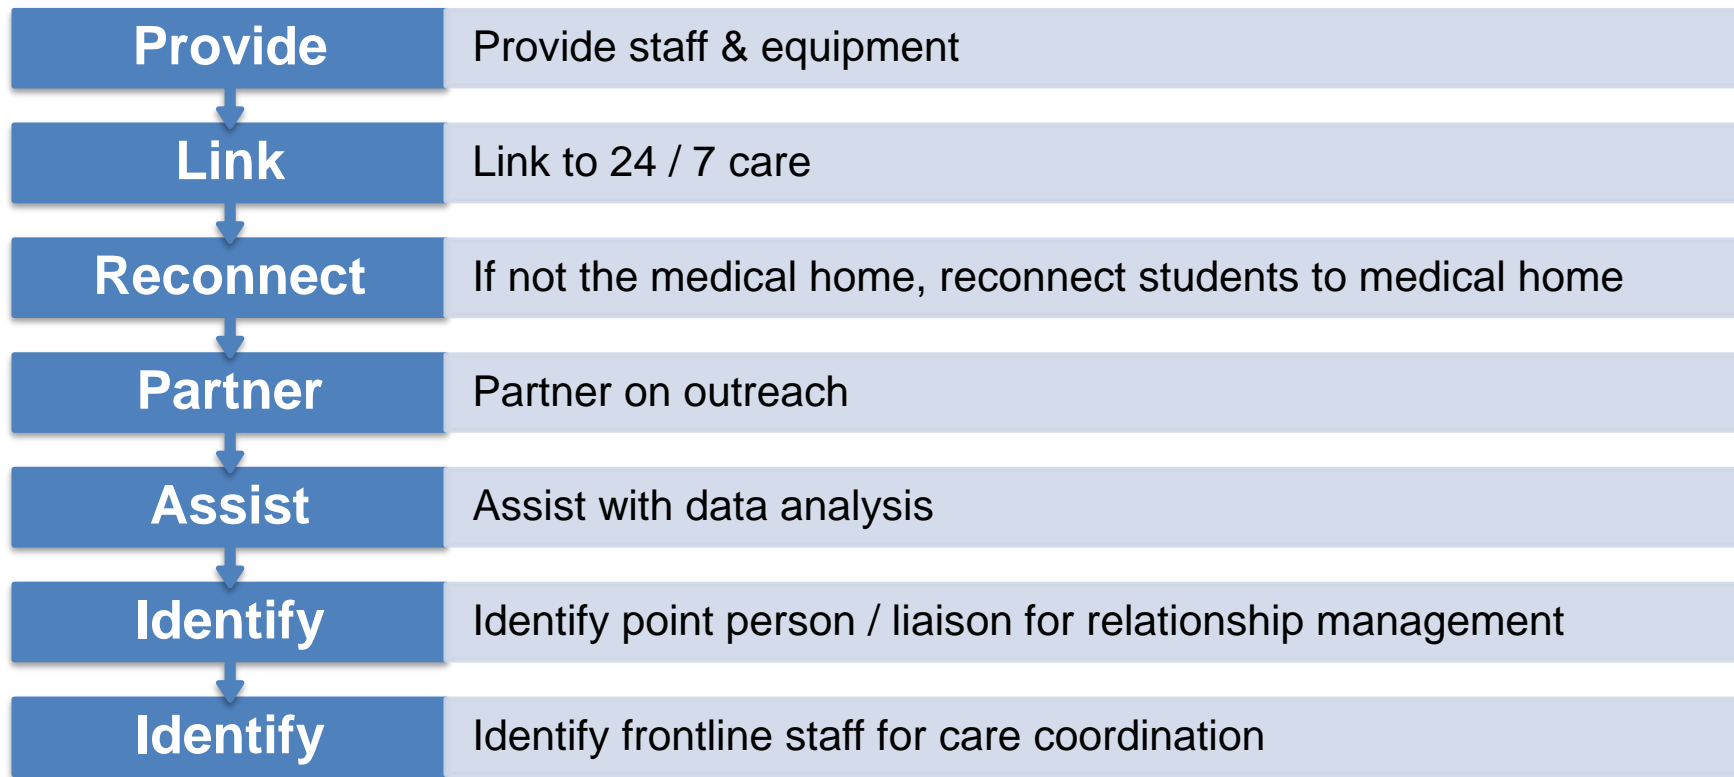 Provide
Provide staff & equipment
Link
Link to 24 / 7 care
Reconnect
If not the medical home, reconnect students to medical home
Partner
Partner on outreach
Assist
Assist with data analysis
Identify
Identify point person / liaison for relationship management
Identify
Identify frontline staff for care coordination